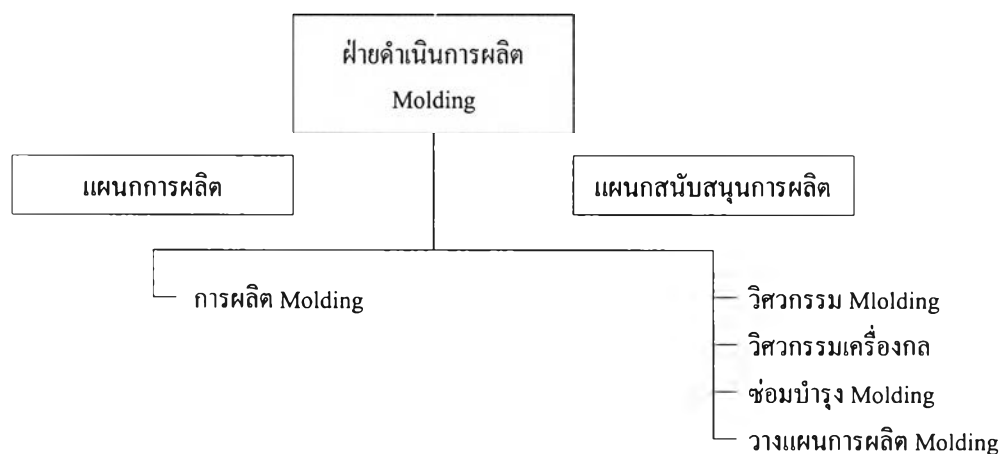 ฝ่ายดำเนินการผลิต
Molding
แผนกการผลิต
แผนกสนับสนุนการผลิต
การผลิต Molding
วิศวกรรม Mlolding
วิศวกรรมเครื่องกล
ซ่อมบำรุง Molding
วางแผนการผลิต Molding